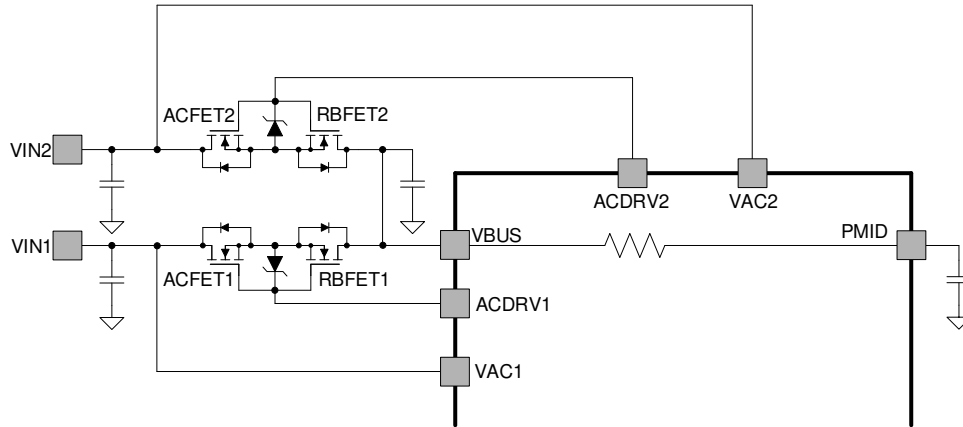 ACFET2
RBFET2
VIN2
ACDRV2
VAC2
VIN1
VBUS
PMID
ACFET1
RBFET1
ACDRV1
VAC1